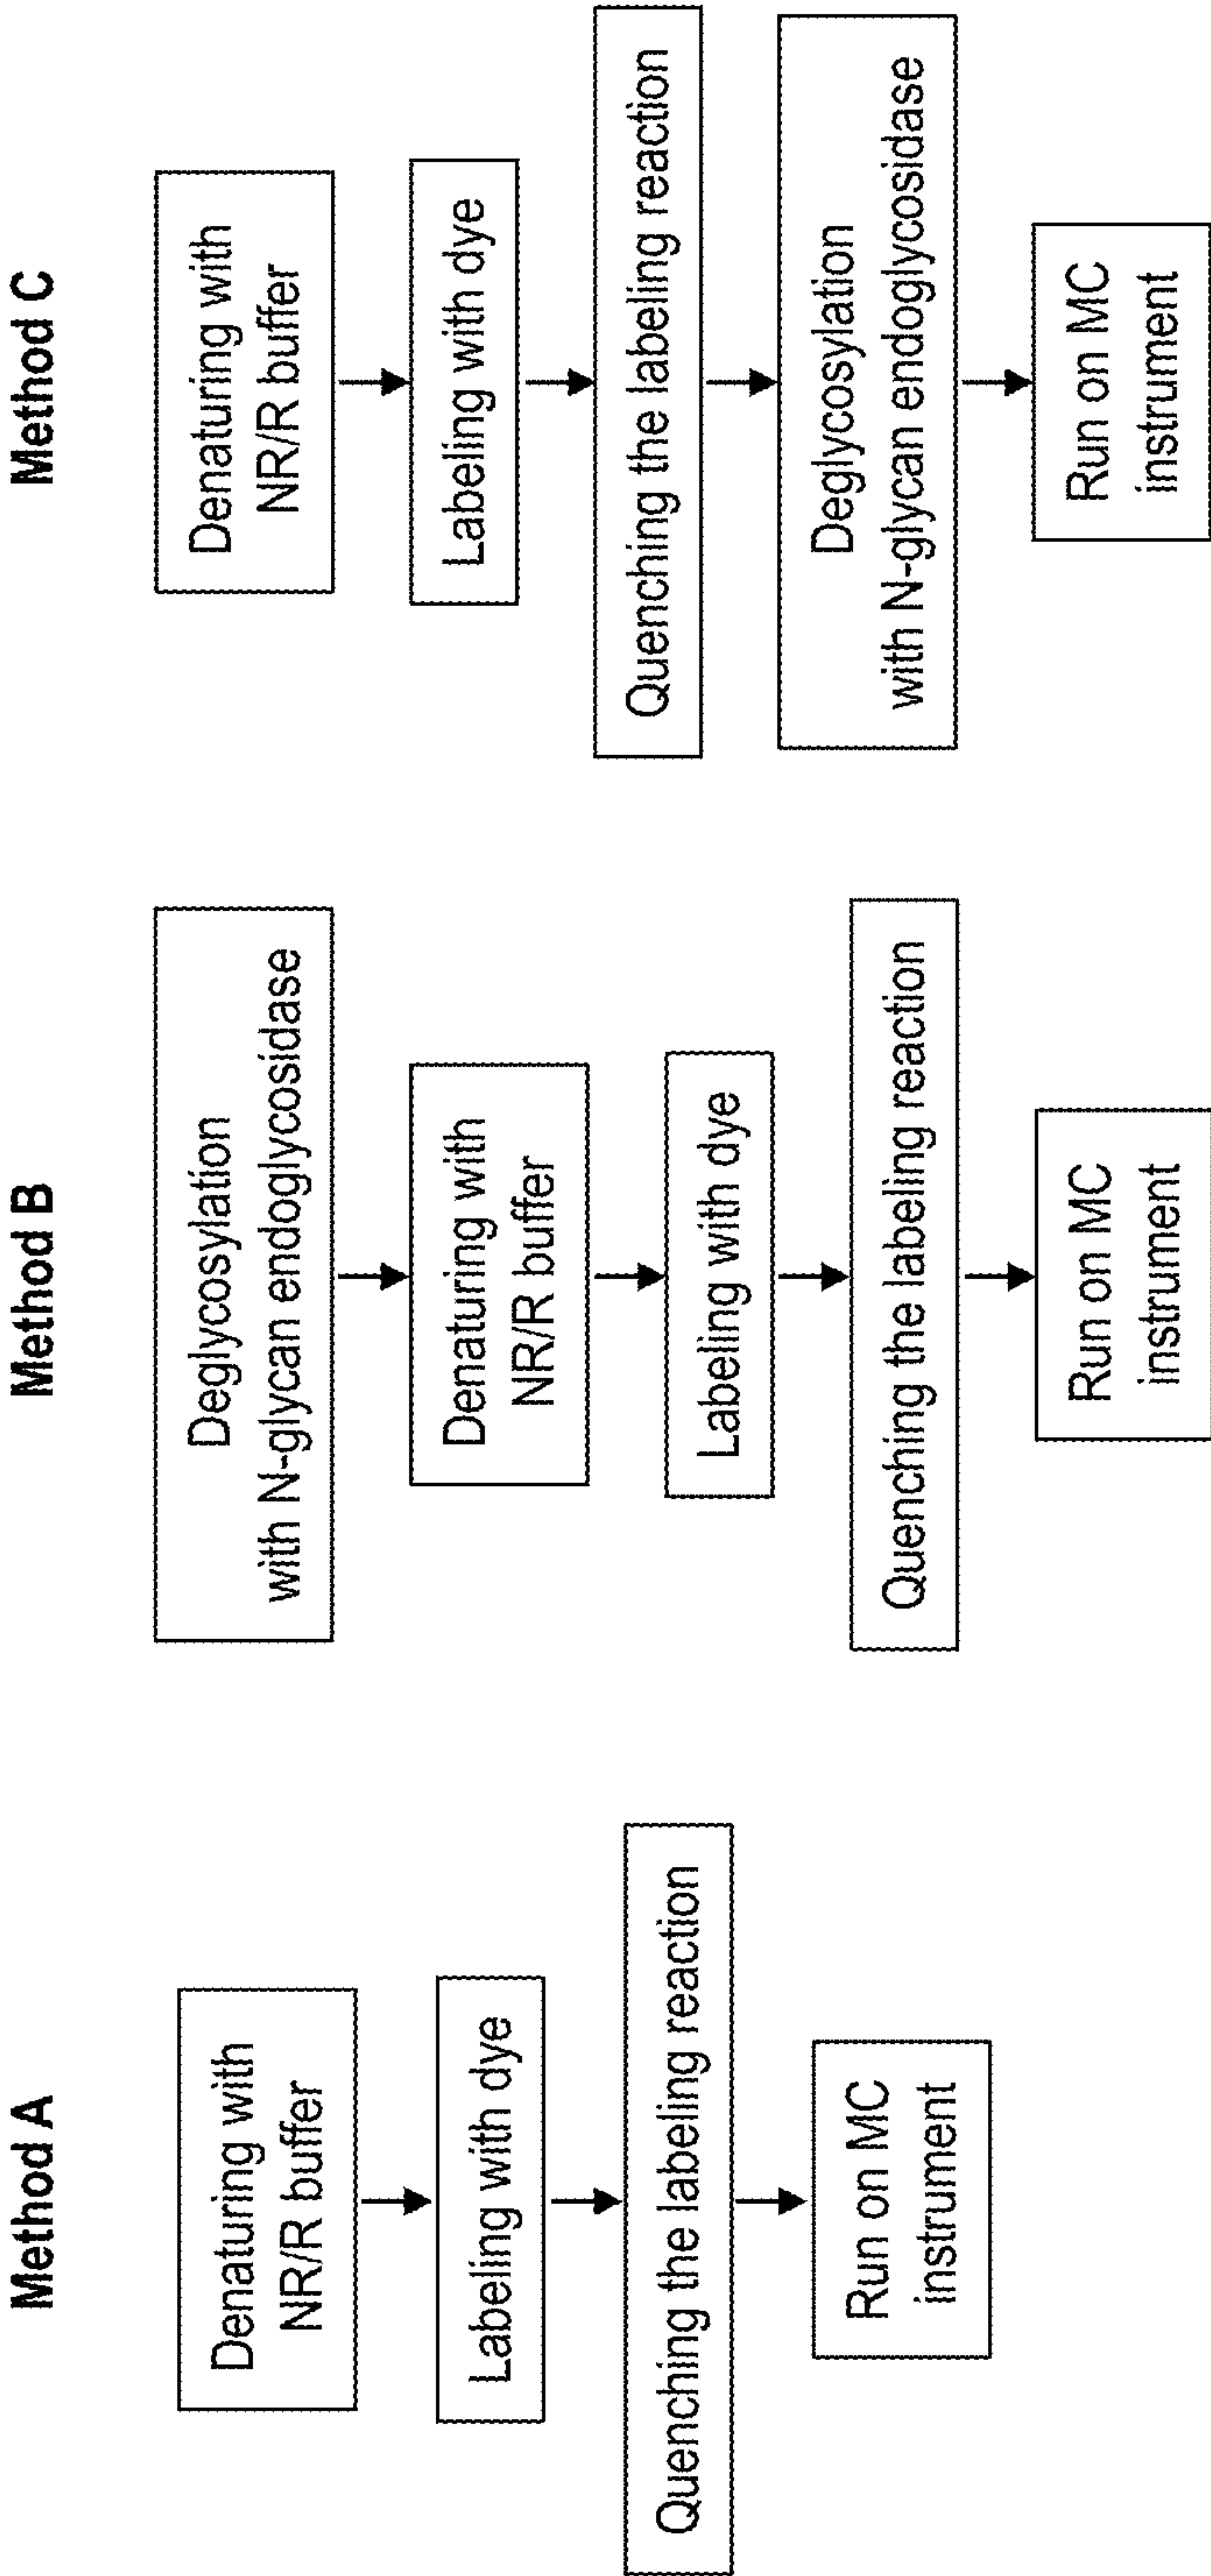 Method A
Denaturing with
NR/R buffer
Labeling with dye
Quenching the labeling reaction
Run on MC
instrument
Method B
Deglycosylation
with N-glycan endoglycosidase
Denaturing with
NR/R buffer
Labeling with dye
Quenching the labeling reaction
Run on MC
instrument
Method C
Denaturing with
NR/R buffer
Labeling with dye
Quenching the labeling reaction
Deglycosylation
with N-glycan endoglycosidase
Run on MC
instrument